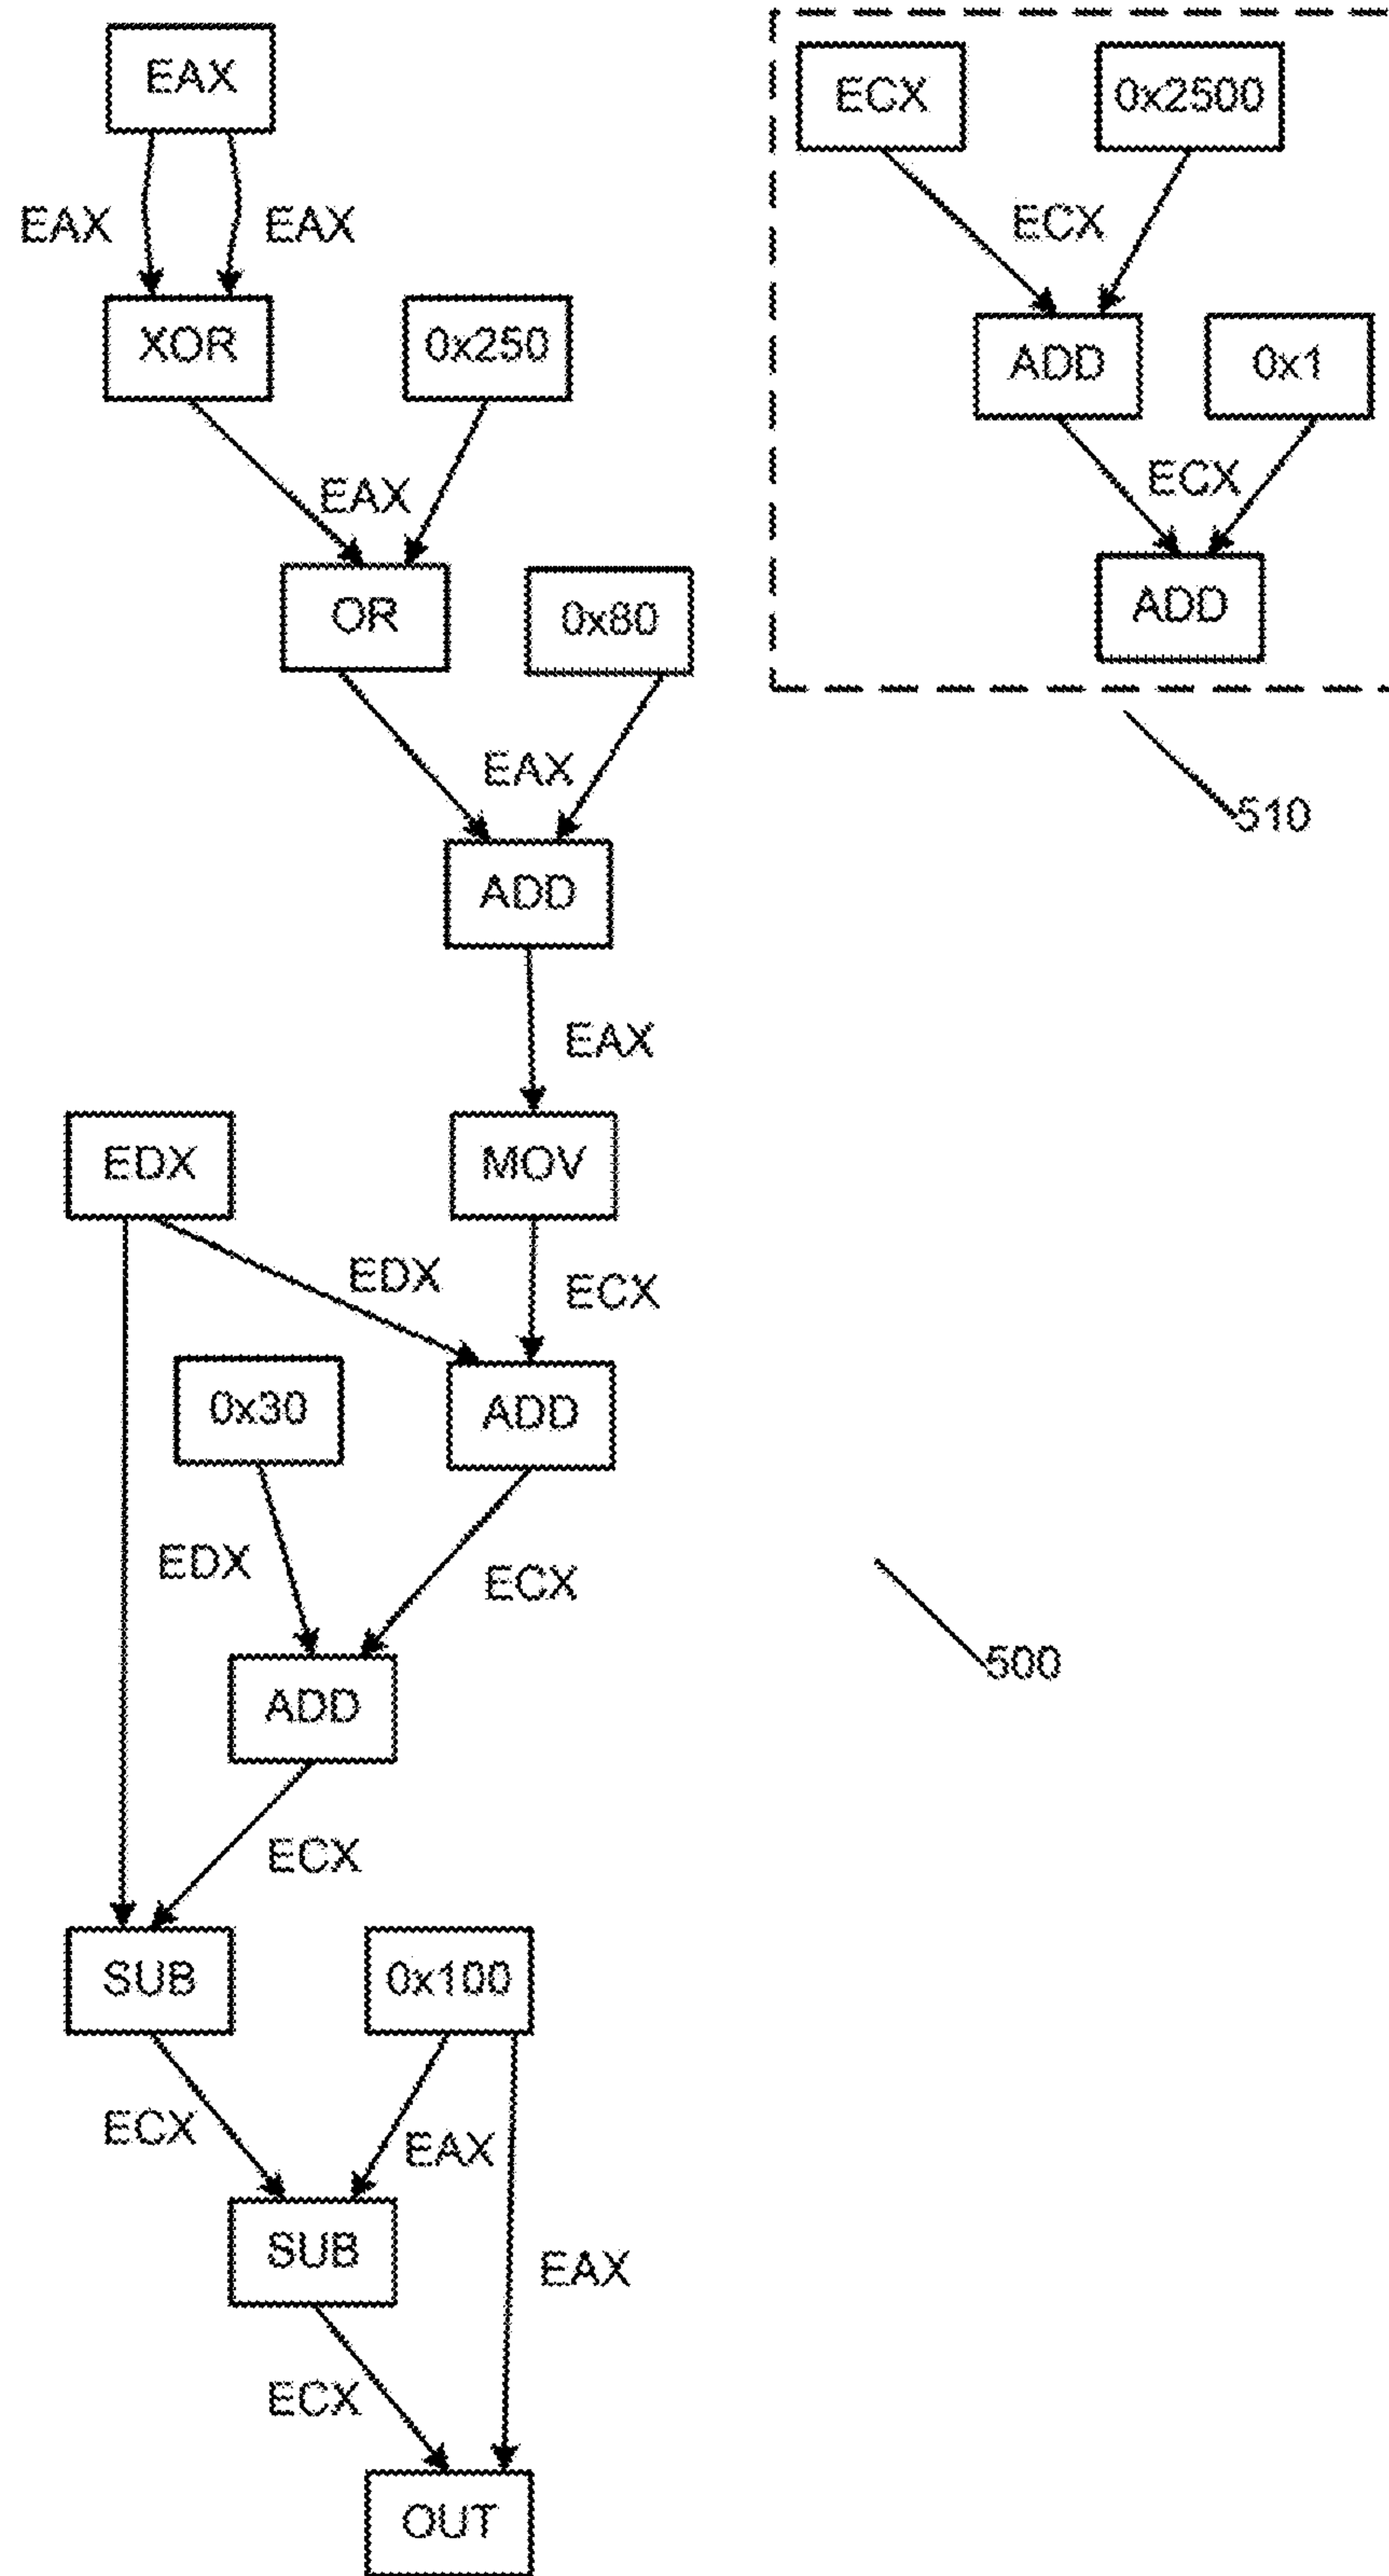 EAX
ECX
0x2500
EAX
EAX
ECX
XOR
0x250
ADD
0x1
EAX
ECX
OR
0x80
ADD
EAX
510
ADD
EAX
EDX
MOV
EDX
ECX
0x30
ADD
EDX
ECX
500
ADD
ECX
SUB
0x100
ECX
EAX
SUB
EAX
ECX
OUT